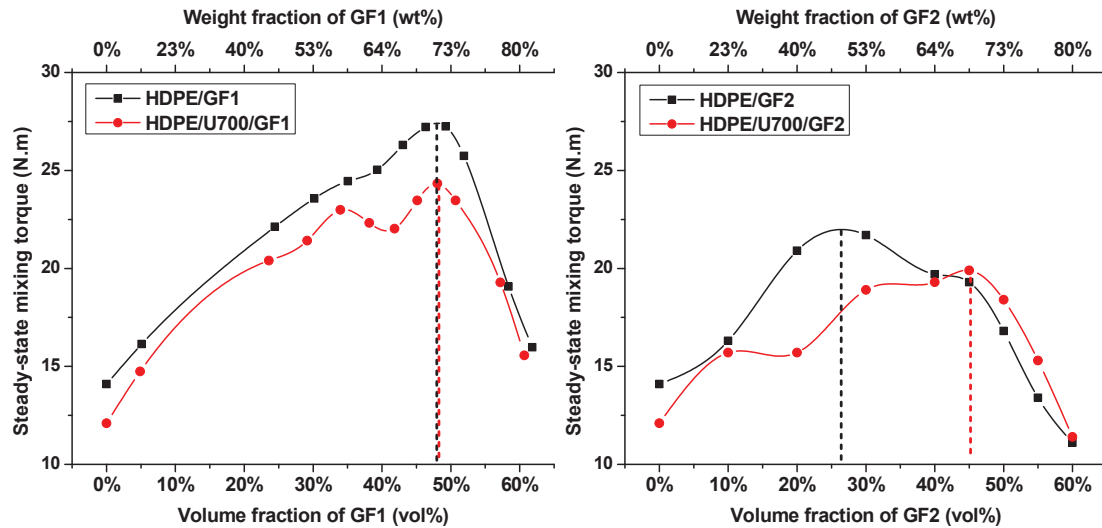 Weight fraction of GF1 (wt%)
0% 23% 40% 53% 64% 73% 80%
30
25
20
15
10
Steady-state mixing torque (N.m)
HDPE/GF1
HDPE/U700/GF1
0% 10% 20% 30% 40% 50% 60%
Volume fraction of GF1 (vol%)
Weight fraction of GF2 (wt%)
0% 23% 40% 53% 64% 73% 80%
30
25
20
15
10
Steady-state mixing torque (N.m)
HDPE/GF2
HDPE/U700/GF2
0% 10% 20% 30% 40% 50% 60%
Volume fraction of GF2 (vol%)